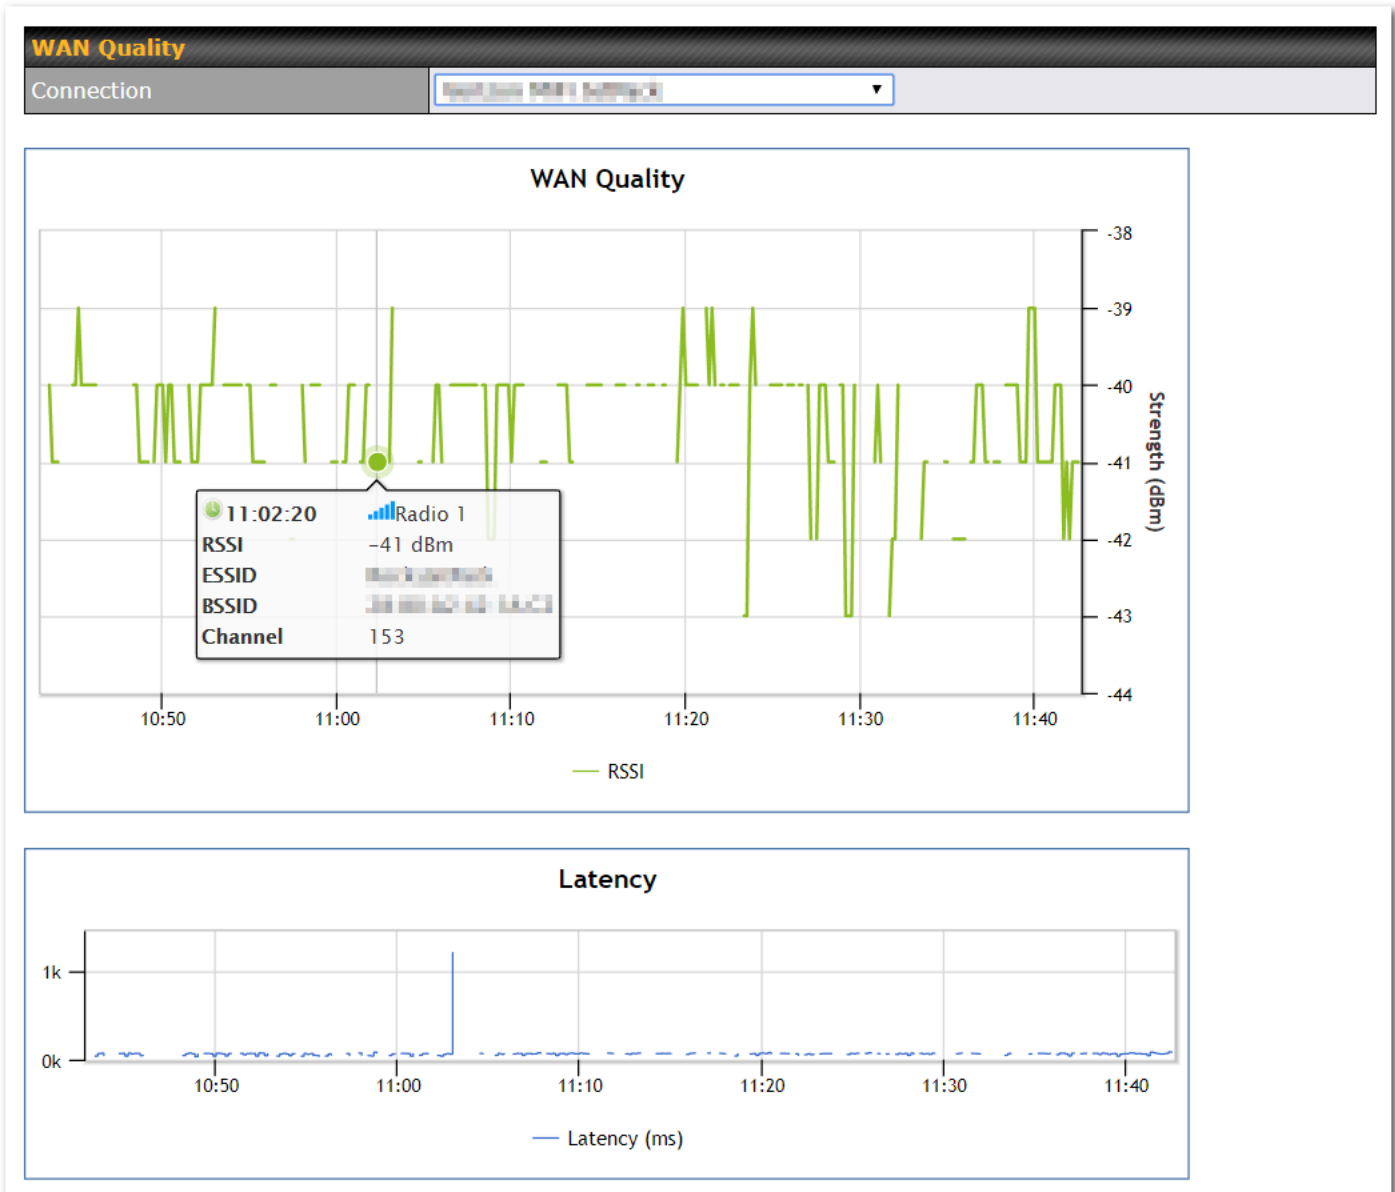 WAN Quality
Connection
WAN Quality
-38
-39
-40
-41
-42
-43
-44
Strength (dBm)
11:02:20 Radio 1
RSSI -41 dBm
ESSID
BSSID
Channel 153
10:50 11:00 11:10 11:20 11:30 11:40
RSSI
Latency
1k
0k
10:50 11:00 11:10 11:20 11:30 11:40
Latency (ms)